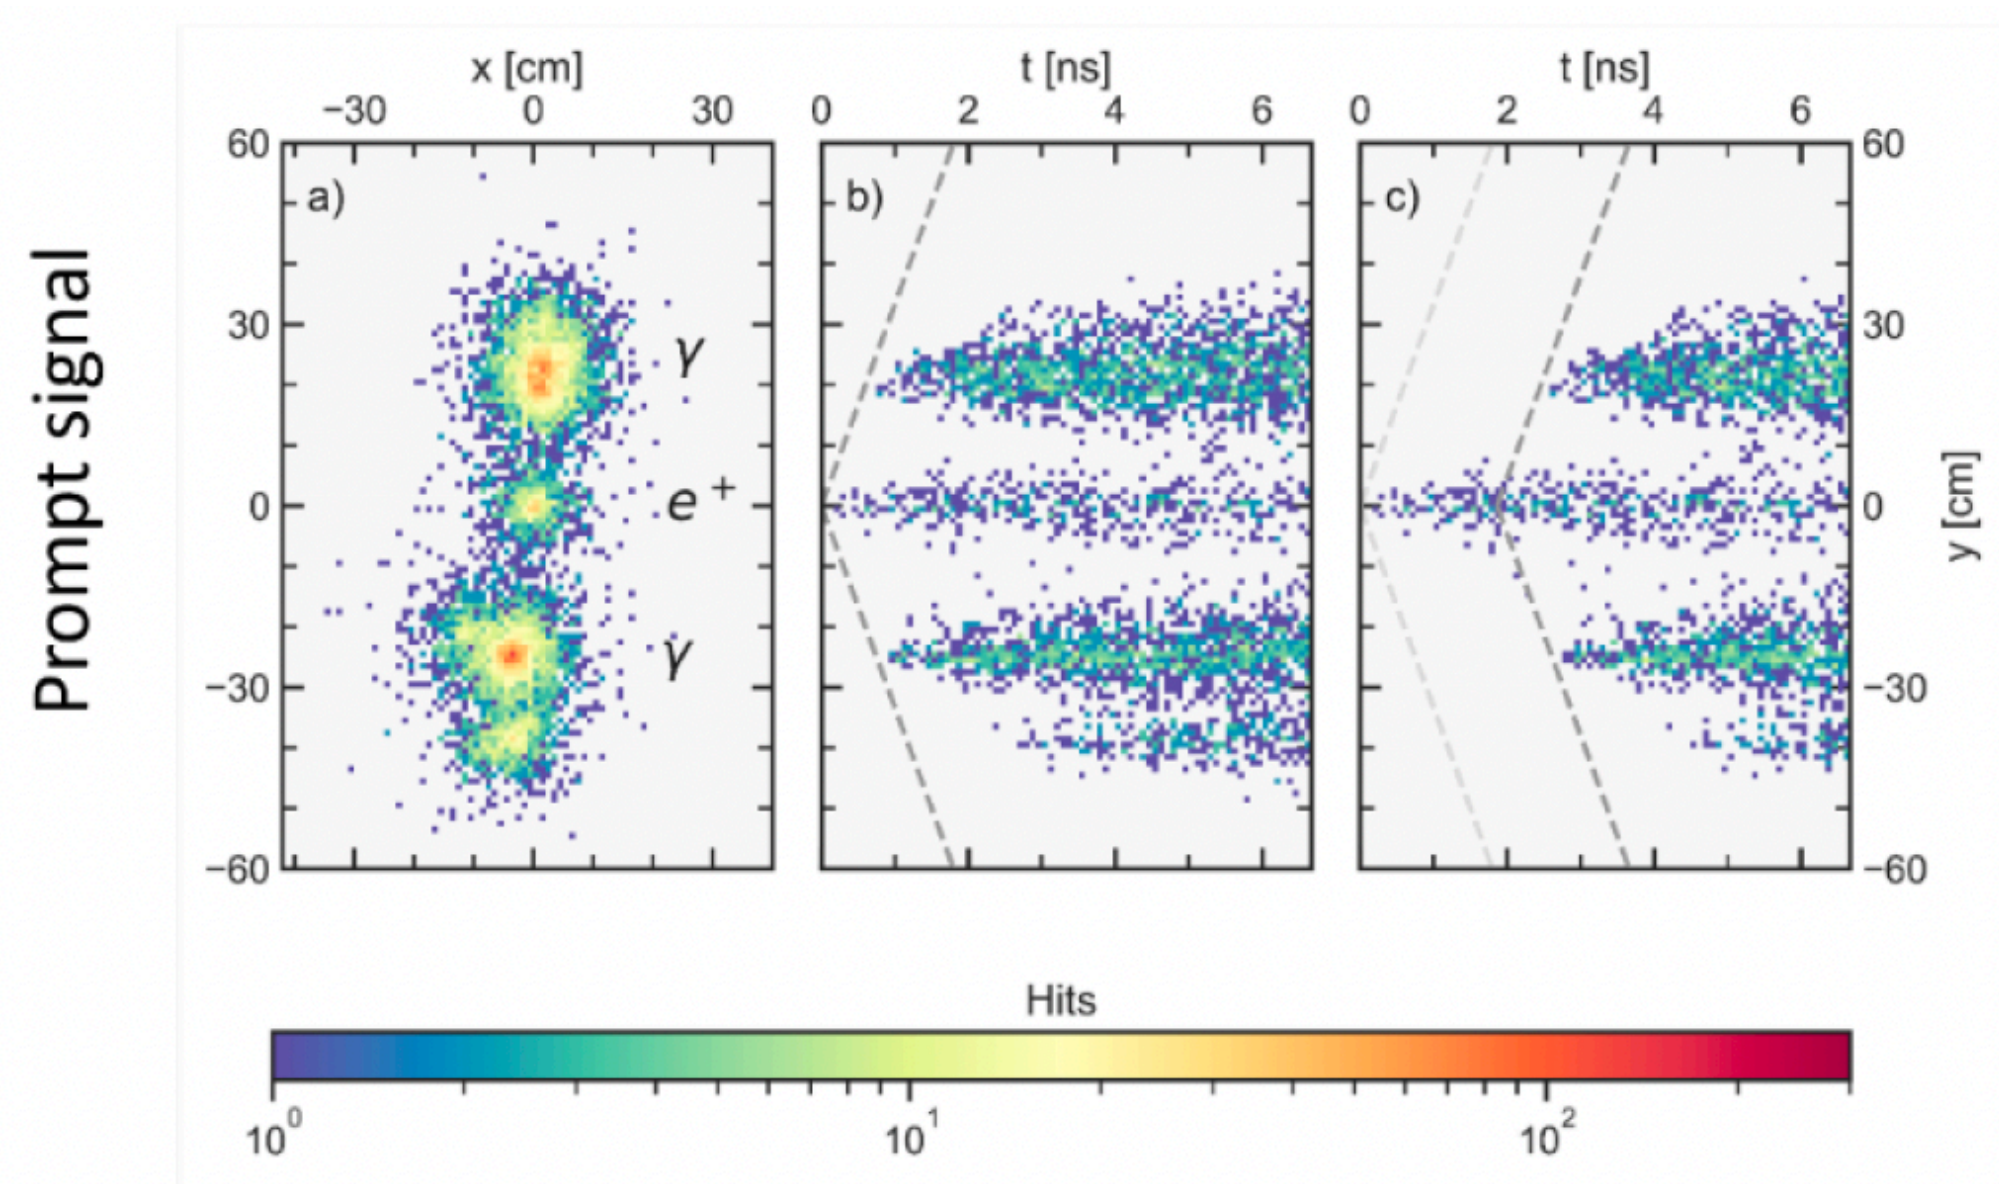 Prompt signal
x [cm]
t [ns]
t [ns]
−30 0 30
0 2 4 6
0 2 4 6
60
30
0
−30
−60
a)
γ
e⁺
γ
b)
c)
60
30
0
−30
−60
y [cm]
Hits
10⁰ 10¹ 10²